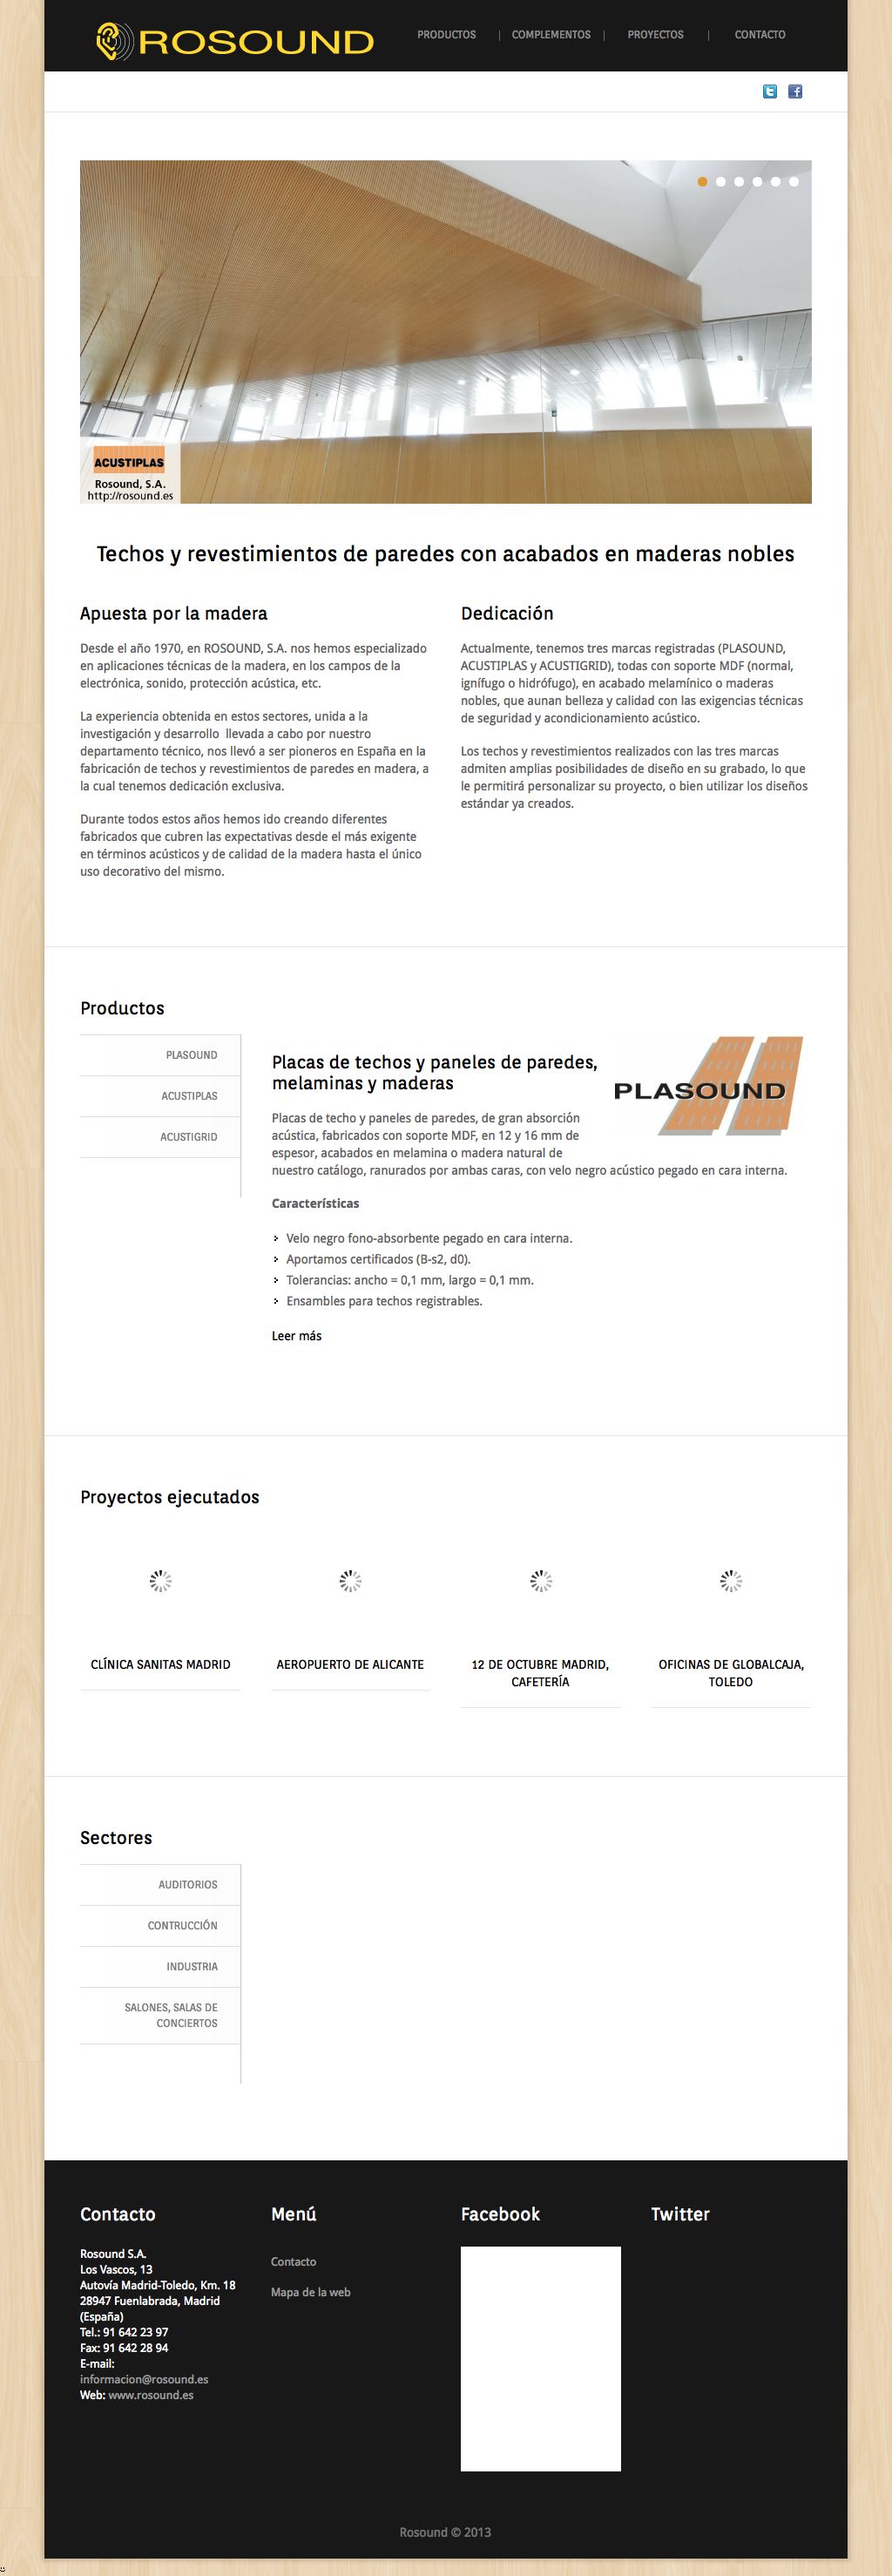 ROSOUND
PRODUCTOS | COMPLEMENTOS | PROYECTOS | CONTACTO
ACUSTIPLAS
Rosound, S.A.
http://rosound.es
Techos y revestimientos de paredes con acabados en maderas nobles
Apuesta por la madera
Desde el año 1970, en ROSOUND, S.A. nos hemos especializado
en aplicaciones técnicas de la madera, en los campos de la
electrónica, sonido, protección acústica, etc.
La experiencia obtenida en estos sectores, unida a la
investigación y desarrollo llevada a cabo por nuestro
departamento técnico, nos llevó a ser pioneros en España en la
fabricación de techos y revestimientos de paredes en madera, a
la cual tenemos dedicación exclusiva.
Durante todos estos años hemos ido creando diferentes
fabricados que cubren las expectativas desde el más exigente
en términos acústicos y de calidad de la madera hasta el único
uso decorativo del mismo.
Dedicación
Actualmente, tenemos tres marcas registradas (PLASOUND,
ACUSTIPLAS y ACUSTIGRID), todas con soporte MDF (normal,
ignífugo o hidrófugo), en acabado melamínico o maderas
nobles, que aunan belleza y calidad con las exigencias técnicas
de seguridad y acondicionamiento acústico.
Los techos y revestimientos realizados con las tres marcas
admiten amplias posibilidades de diseño en su grabado, lo que
le permitirá personalizar su proyecto, o bien utilizar los diseños
estándar ya creados.
Productos
PLASOUND
ACUSTIPLAS
ACUSTIGRID
Placas de techos y paneles de paredes,
melaminas y maderas
PLASOUND
Placas de techo y paneles de paredes, de gran absorción
acústica, fabricados con soporte MDF, en 12 y 16 mm de
espesor, acabados en melamina o madera natural de
nuestro catálogo, ranurados por ambas caras, con velo negro acústico pegado en cara interna.
Características
Velo negro fono-absorbente pegado en cara interna.
Aportamos certificados (B-s2, d0).
Tolerancias: ancho = 0,1 mm, largo = 0,1 mm.
Ensambles para techos registrables.
Leer más
Proyectos ejecutados
CLÍNICA SANITAS MADRID
AEROPUERTO DE ALICANTE
12 DE OCTUBRE MADRID,
CAFETERÍA
OFICINAS DE GLOBALCAJA,
TOLEDO
Sectores
AUDITORIOS
CONTRUCCIÓN
INDUSTRIA
SALONES, SALAS DE
CONCIERTOS
Contacto
Rosound S.A.
Los Vascos, 13
Autovía Madrid-Toledo, Km. 18
28947 Fuenlabrada, Madrid
(España)
Tel.: 91 642 23 97
Fax: 91 642 28 94
E-mail:
informacion@rosound.es
Web: www.rosound.es
Menú
Contacto
Mapa de la web
Facebook
Twitter
Rosound © 2013